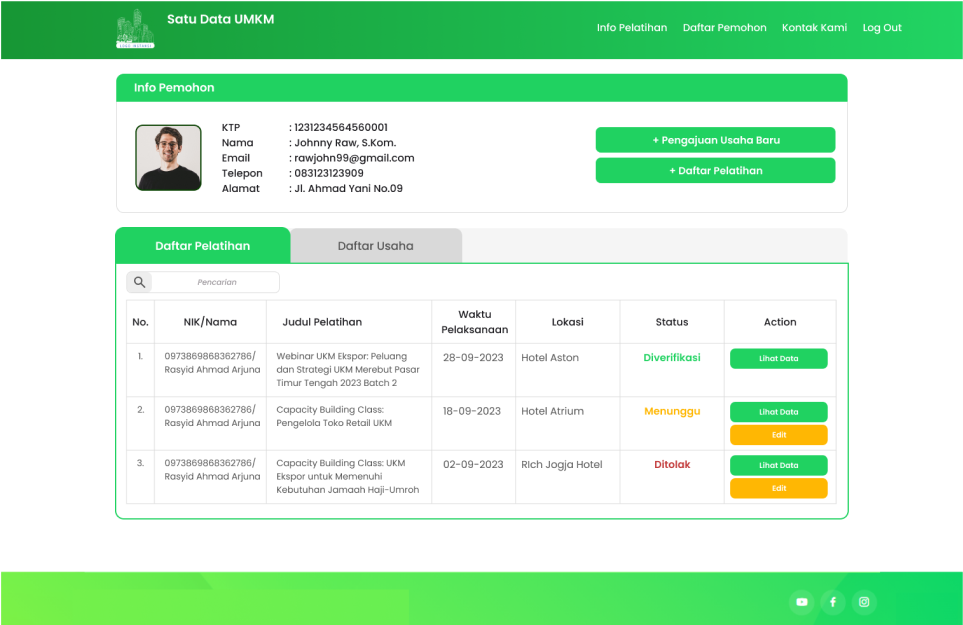 Satu Data UMKM
Info Pelatihan
Daftar Pemohon
Kontak Kami
Log Out
Info Pemohon
KTP : 1231234564560001
Nama : Johnny Raw, S.Kom.
Email : rawjohn99@gmail.com
Telepon : 083123123909
Alamat : Jl. Ahmad Yani No.09
+ Pengajuan Usaha Baru
+ Daftar Pelatihan
Daftar Pelatihan
Daftar Usaha
Pencarian
No.
NIK/Nama
Judul Pelatihan
Waktu
Pelaksanaan
Lokasi
Status
Action
1.
0973869868362786/
Rasyid Ahmad Arjuna
Webinar UKM Ekspor: Peluang
dan Strategi UKM Merebut Pasar
Timur Tengah 2023 Batch 2
28-09-2023
Hotel Aston
Diverifikasi
Lihat Data
2.
0973869868362786/
Rasyid Ahmad Arjuna
Capacity Building Class:
Pengelola Toko Retail UKM
18-09-2023
Hotel Atrium
Menunggu
Lihat Data
Edit
3.
0973869868362786/
Rasyid Ahmad Arjuna
Capacity Building Class: UKM
Ekspor untuk Memenuhi
Kebutuhan Jamaah Haji-Umroh
02-09-2023
RIch Jogja Hotel
Ditolak
Lihat Data
Edit